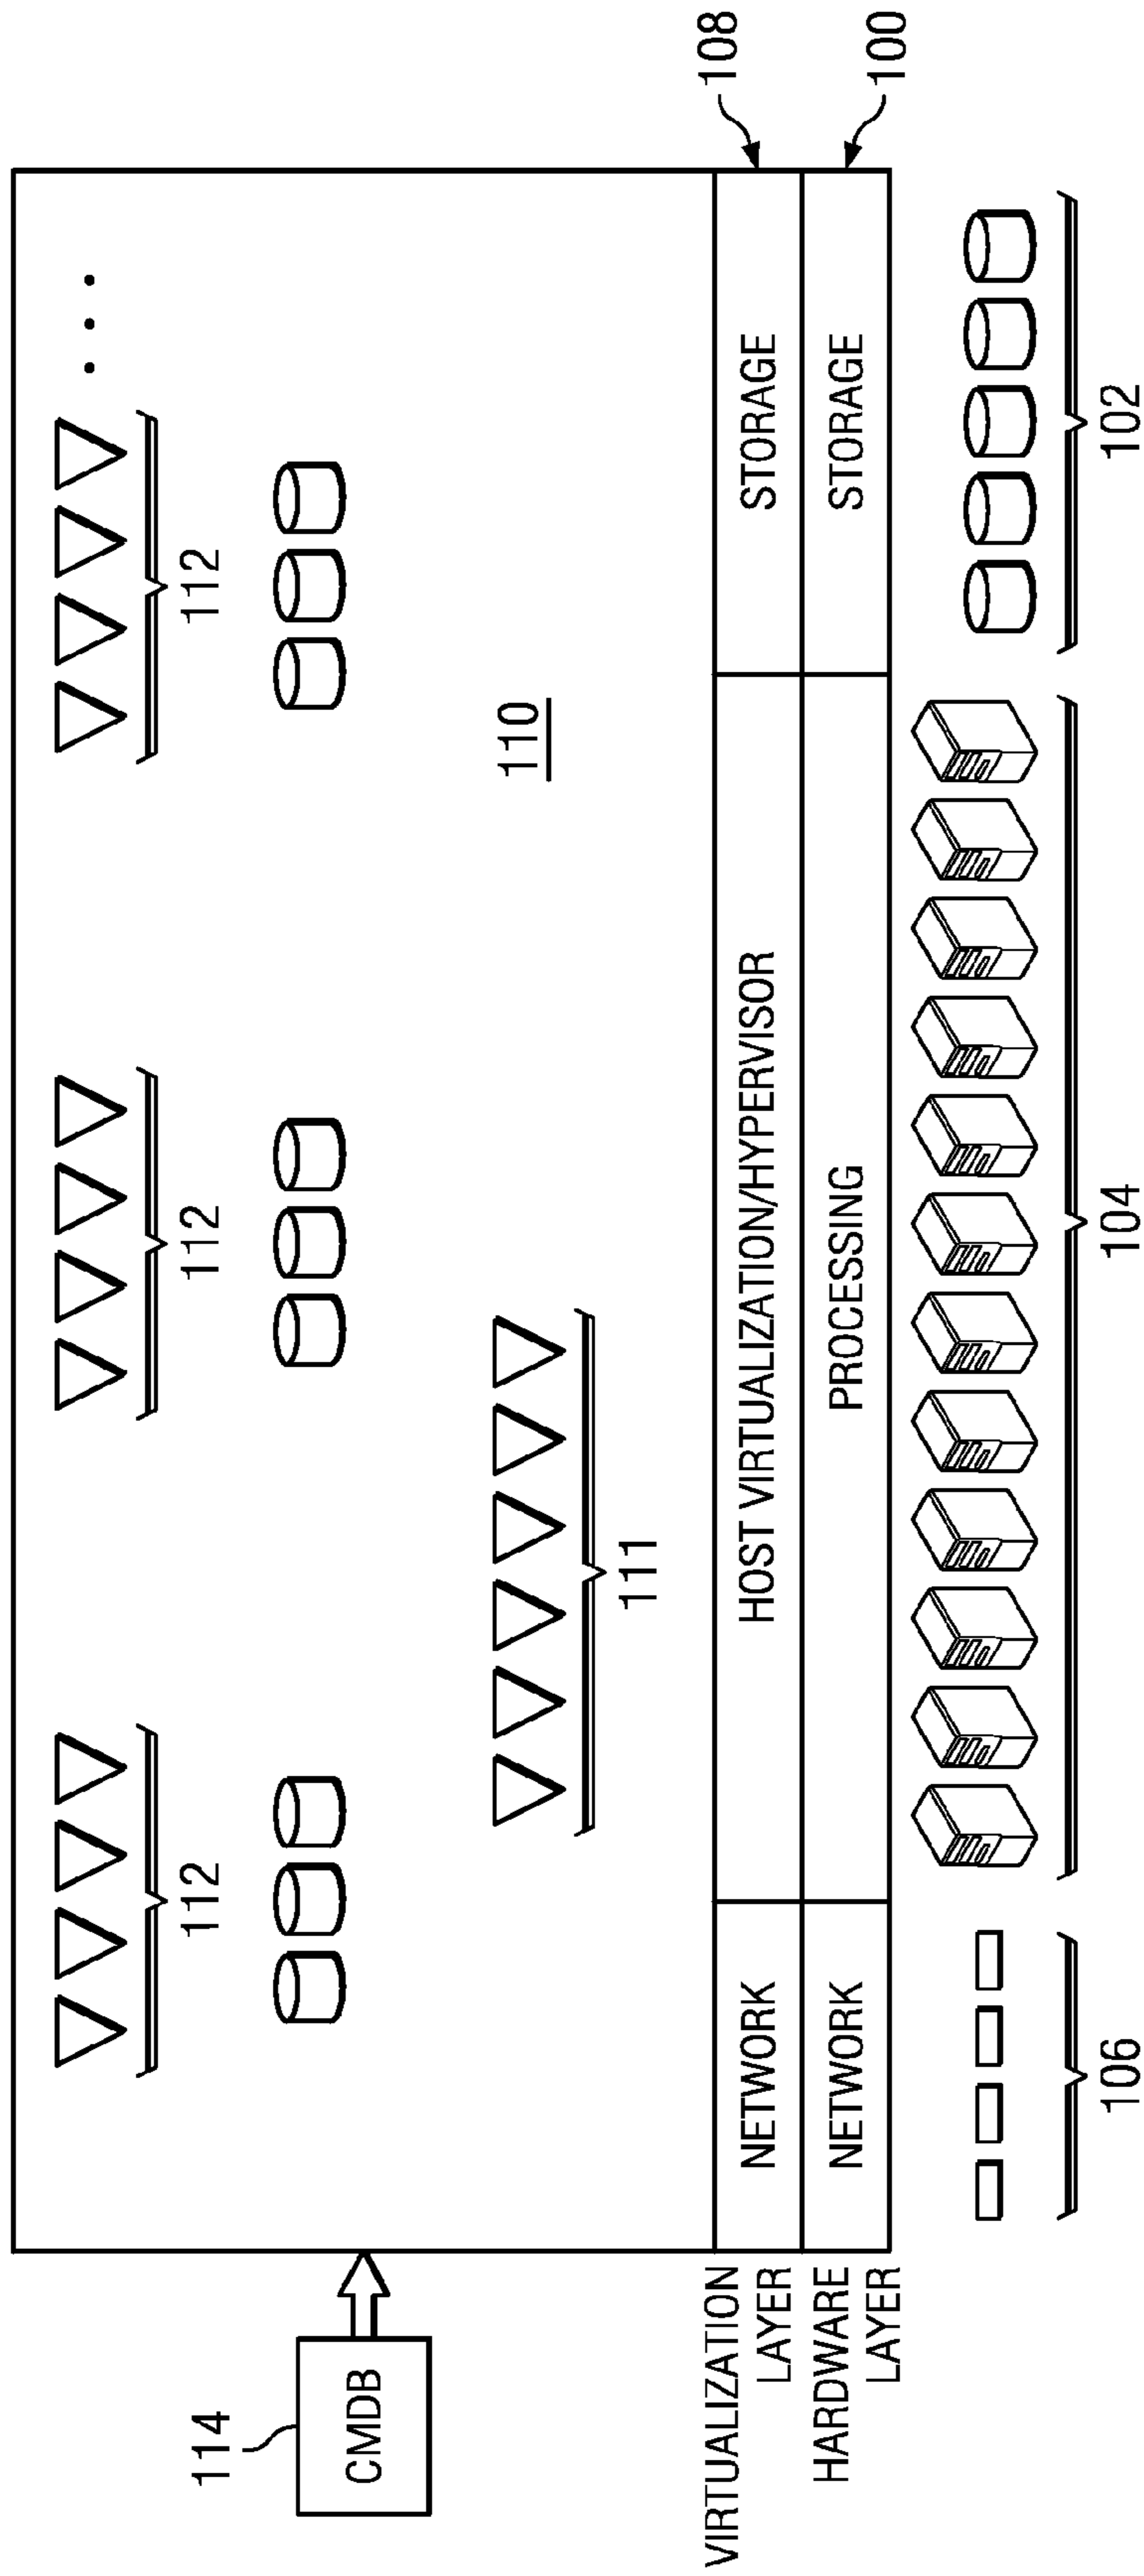 112
112
112
. . .
114
CMDB
110
111
VIRTUALIZATION
LAYER
NETWORK
HOST VIRTUALIZATION/HYPERVISOR
STORAGE
108
HARDWARE
LAYER
NETWORK
PROCESSING
STORAGE
100
106
104
102